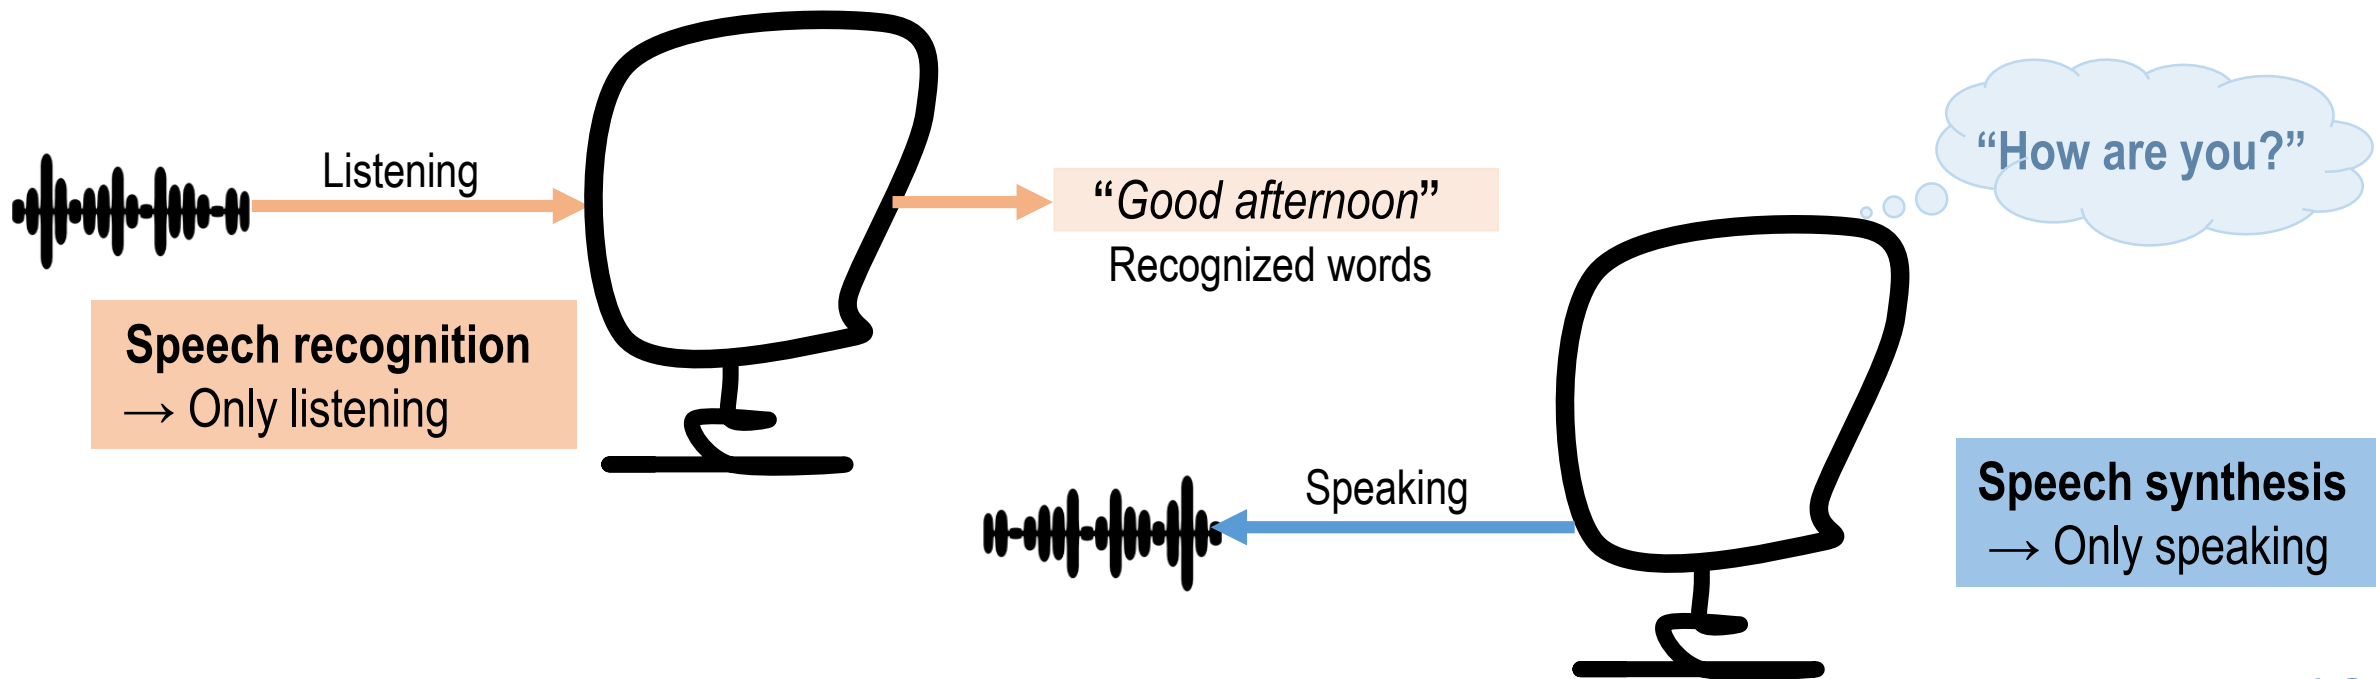 Listening
“Good afternoon”
Recognized words
Speech recognition
→ Only listening
“How are you?”
Speaking
Speech synthesis
→ Only speaking